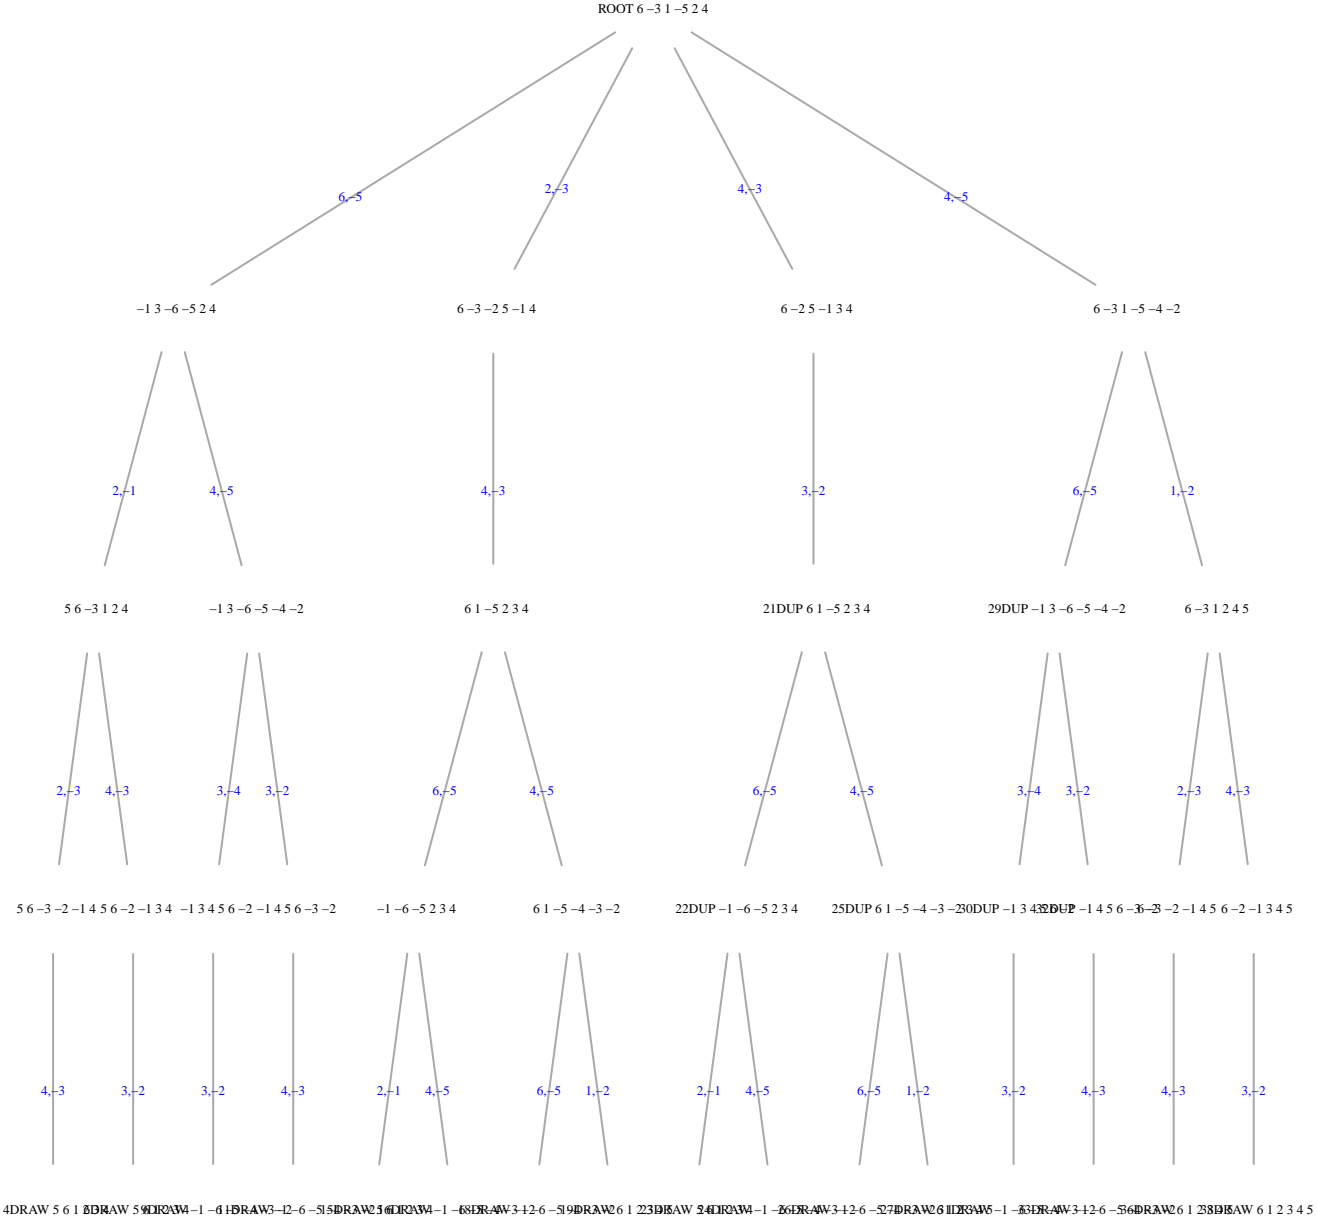 ROOT 6 −3 1 −5 2 4
6,−5 2,−3 4,−3 4,−5
−1 3 −6 −5 2 4 6 −3 −2 5 −1 4 6 −2 5 −1 3 4 6 −3 1 −5 −4 −2
2,−1 4,−5 4,−3 3,−2 6,−5 1,−2
5 6 −3 1 2 4 −1 3 −6 −5 −4 −2 6 1 −5 2 3 4 21DUP 6 1 −5 2 3 4 29DUP −1 3 −6 −5 −4 −2 6 −3 1 2 4 5
2,−3 4,−3 3,−4 3,−2 6,−5 4,−5 6,−5 4,−5 3,−4 3,−2 2,−3 4,−3
5 6 −3 −2 −1 4 5 6 −2 −1 3 4 −1 3 4 5 6 −2 −1 4 5 6 −3 −2 −1 −6 −5 2 3 4 6 1 −5 −4 −3 −2 22DUP −1 −6 −5 2 3 4 25DUP 6 1 −5 −4 −3 −2 30DUP −1 3 4 5 6 −2 32DUP −1 4 5 6 −3 −2 6 −3 −2 −1 4 5 6 −2 −1 3 4 5
4,−3 3,−2 3,−2 4,−3 2,−1 4,−5 6,−5 1,−2 2,−1 4,−5 6,−5 1,−2 3,−2 4,−3 4,−3 3,−2
4DRAW 5 6 1 2 3 4